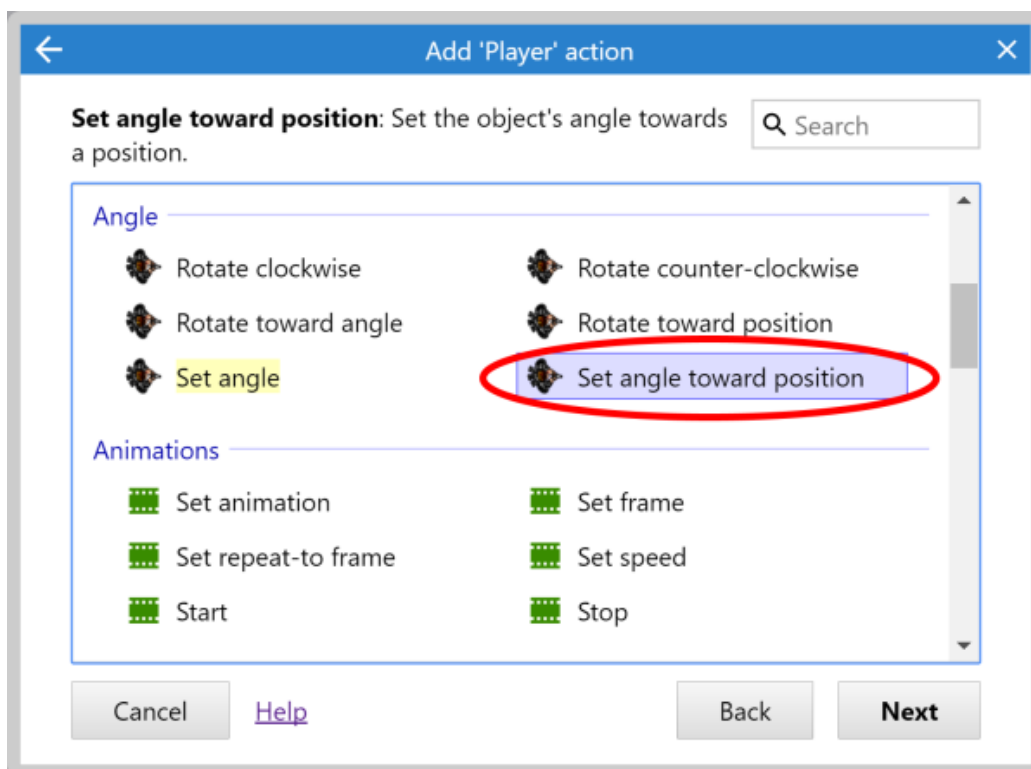 Add 'Player' action
Set angle toward position: Set the object's angle towards
a position.
Search
Angle
Rotate clockwise
Rotate counter-clockwise
Rotate toward angle
Rotate toward position
Set angle
Set angle toward position
Animations
Set animation
Set frame
Set repeat-to frame
Set speed
Start
Stop
Cancel
Help
Back
Next